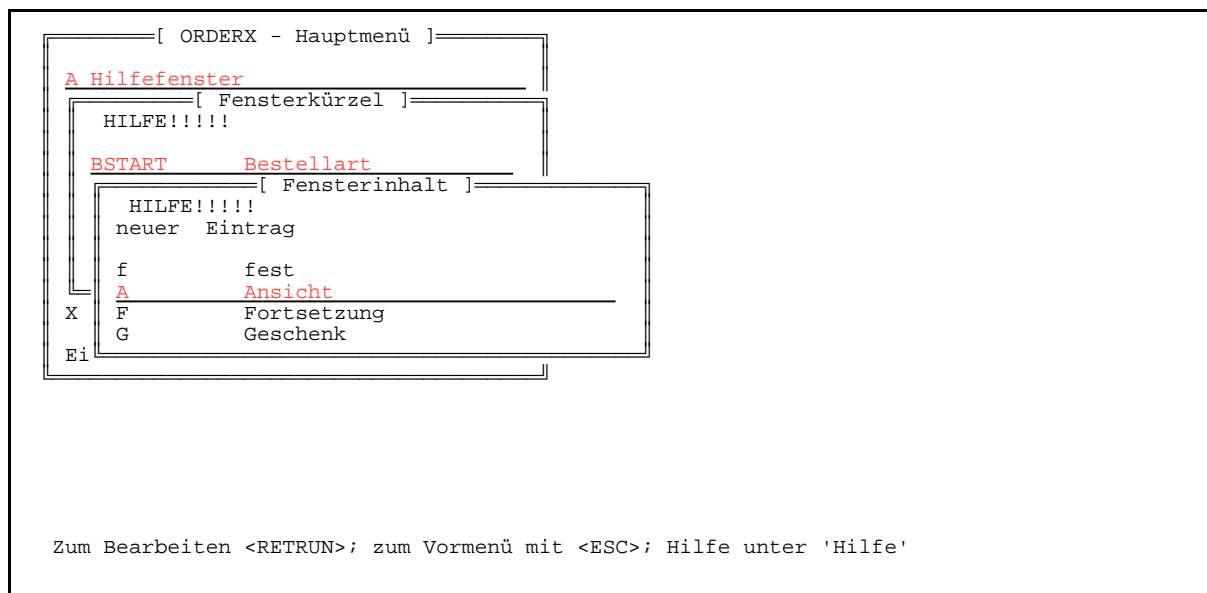 [ ORDERX - Hauptmenü ]
A Hilfefenster
[ Fensterkürzel ]
HILFE!!!!!
BSTART Bestellart
[ Fensterinhalt ]
HILFE!!!!!
neuer Eintrag
f fest
A Ansicht
X F Fortsetzung
G Geschenk
Ei
Zum Bearbeiten <RETRUN>; zum Vormenü mit <ESC>; Hilfe unter 'Hilfe'